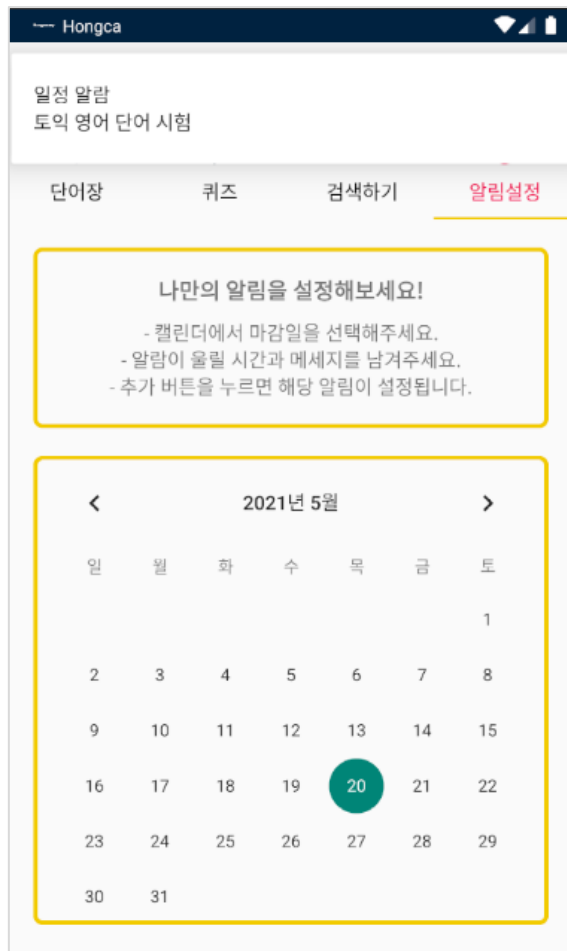 Hongca
일정 알람
토익 영어 단어 시험
단어장 퀴즈 검색하기 알림설정
나만의 알림을 설정해보세요!
- 캘린더에서 마감일을 선택해주세요.
- 알람이 울릴 시간과 메세지를 남겨주세요.
- 추가 버튼을 누르면 해당 알림이 설정됩니다.
2021년 5월
일 월 화 수 목 금 토
1
2 3 4 5 6 7 8
9 10 11 12 13 14 15
16 17 18 19 20 21 22
23 24 25 26 27 28 29
30 31